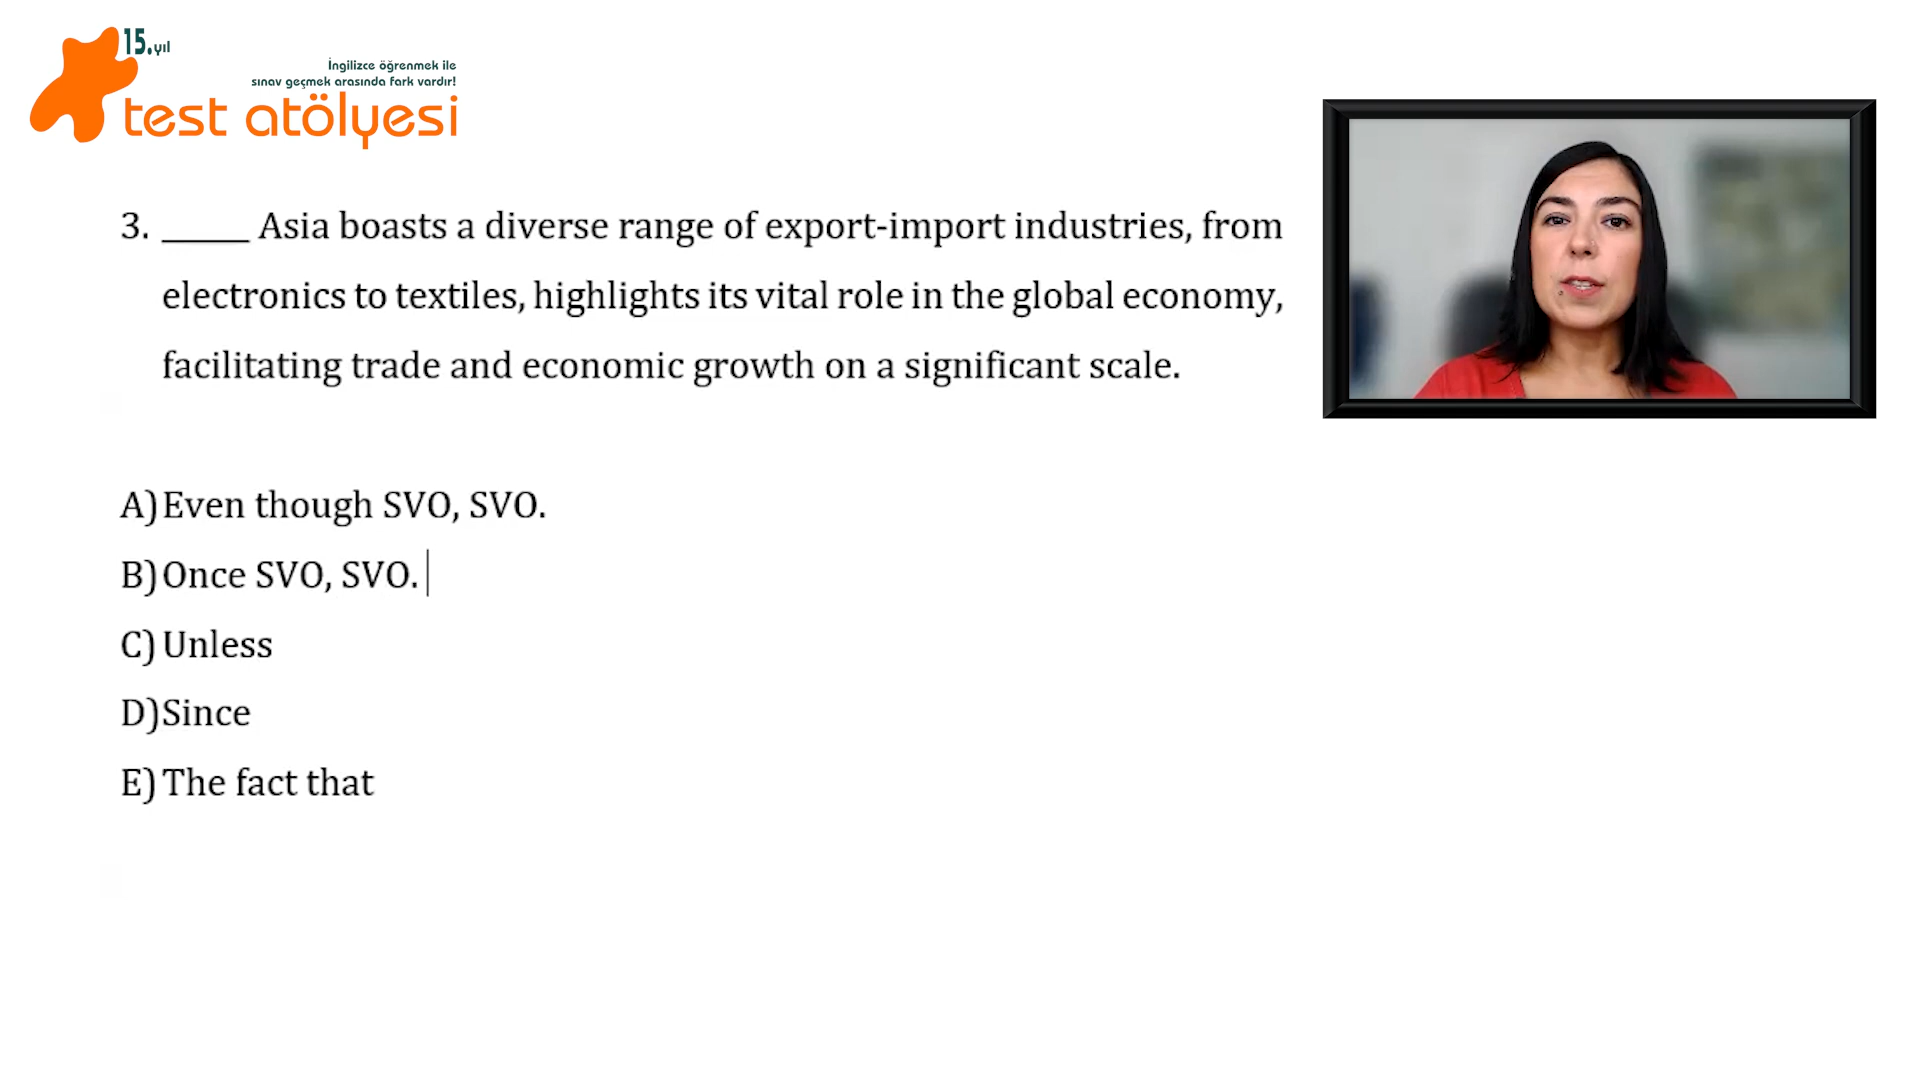 15.yıl
İngilizce öğrenmek ile
sınav geçmek arasında fark vardır!
test atölyesi
3. _____ Asia boasts a diverse range of export-import industries, from
electronics to textiles, highlights its vital role in the global economy,
facilitating trade and economic growth on a significant scale.
A) Even though SVO, SVO.
B) Once SVO, SVO.
C) Unless
D) Since
E) The fact that